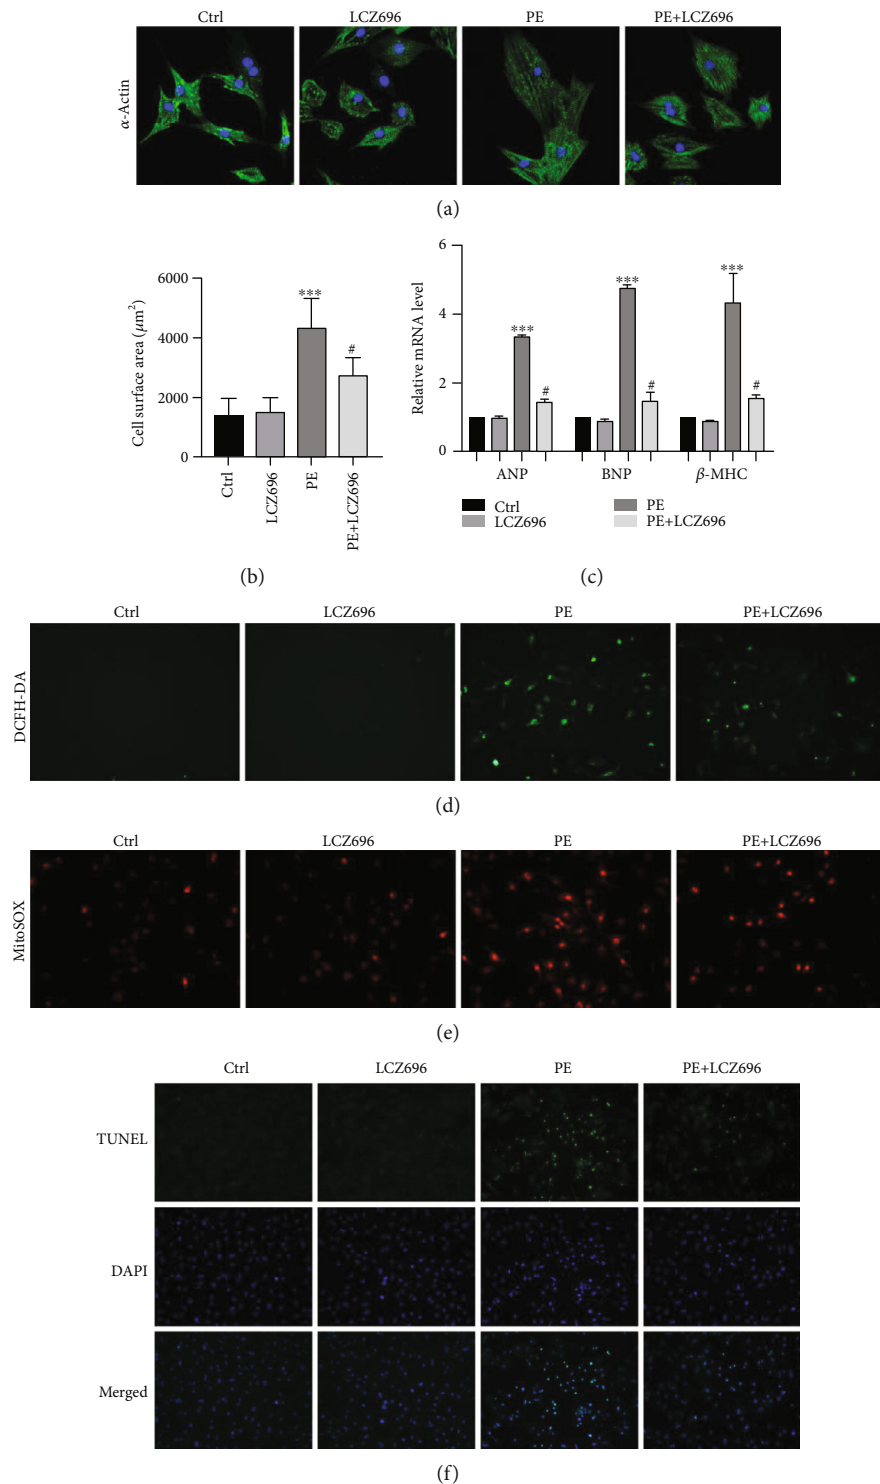 Ctrl LCZ696 PE PE+LCZ696
α-Actin
(a)
6000
4000
2000
0
Cell surface area (μm²)
***
#
Ctrl
LCZ696
PE
PE+LCZ696
(b)
6
4
2
0
Relative mRNA level
*** *** ***
# # #
ANP BNP β-MHC
Ctrl PE
LCZ696 PE+LCZ696
(c)
Ctrl LCZ696 PE PE+LCZ696
DCFH-DA
(d)
Ctrl LCZ696 PE PE+LCZ696
MitoSOX
(e)
Ctrl LCZ696 PE PE+LCZ696
TUNEL
DAPI
Merged
(f)